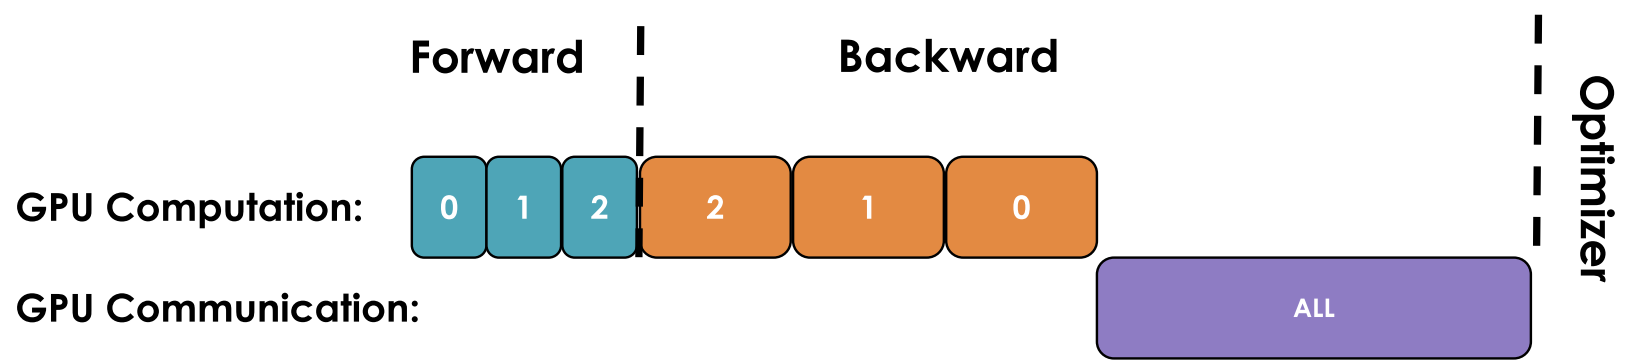 Forward Backward
Optimizer
GPU Computation: 0 1 2 2 1 0
GPU Communication: ALL